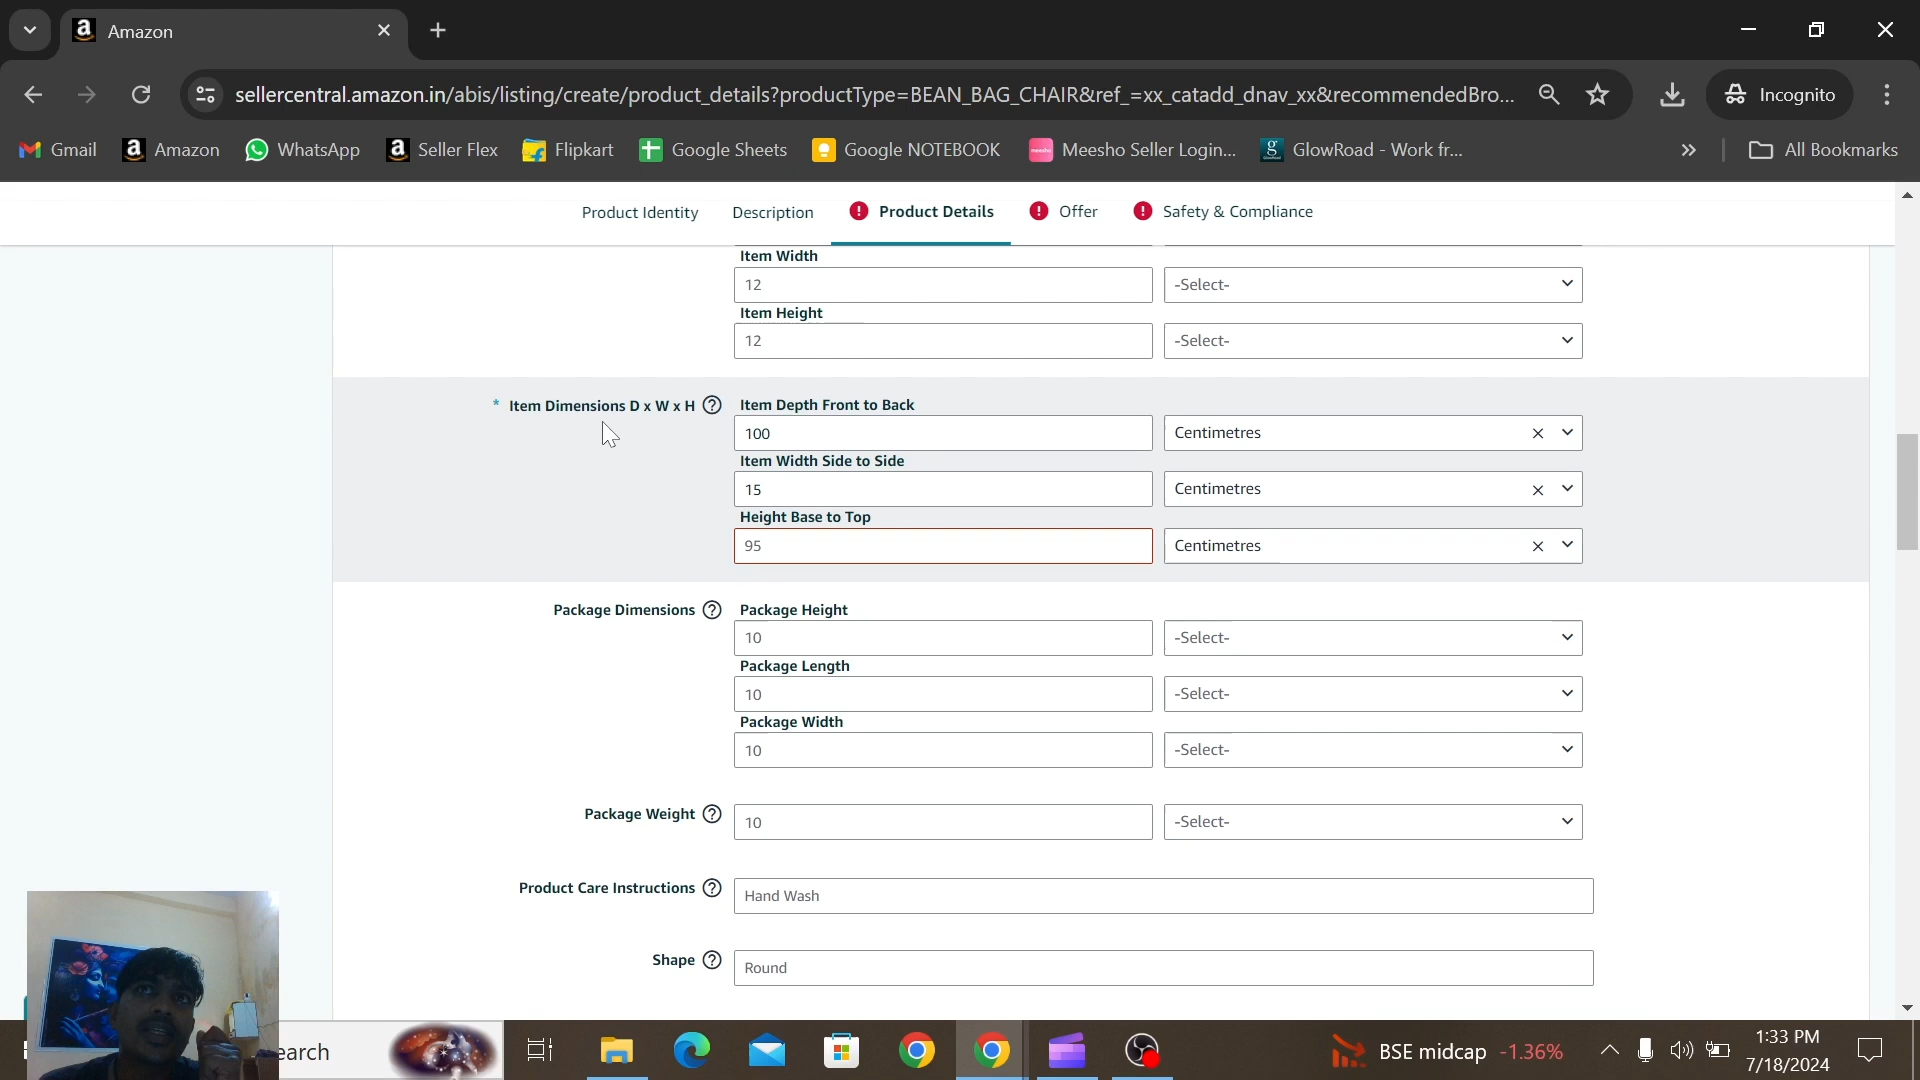 Amazon
sellercentral.amazon.in/abis/listing/create/product_details?productType=BEAN_BAG_CHAIR&ref_=xx_catadd_dnav_xx&recommendedBro...
Incognito
Gmail
Amazon
WhatsApp
Seller Flex
Flipkart
Google Sheets
Google NOTEBOOK
Meesho Seller Login...
GlowRoad - Work fr...
All Bookmarks
Product Identity
Description
Product Details
Offer
Safety & Compliance
Item Width
12
-Select-
Item Height
12
-Select-
* Item Dimensions D x W x H
Item Depth Front to Back
100
Centimetres
Item Width Side to Side
15
Centimetres
Height Base to Top
95
Centimetres
Package Dimensions
Package Height
10
-Select-
Package Length
10
-Select-
Package Width
10
-Select-
Package Weight
10
-Select-
Product Care Instructions
Hand Wash
Shape
Round
earch
BSE midcap -1.36%
1:33 PM
7/18/2024